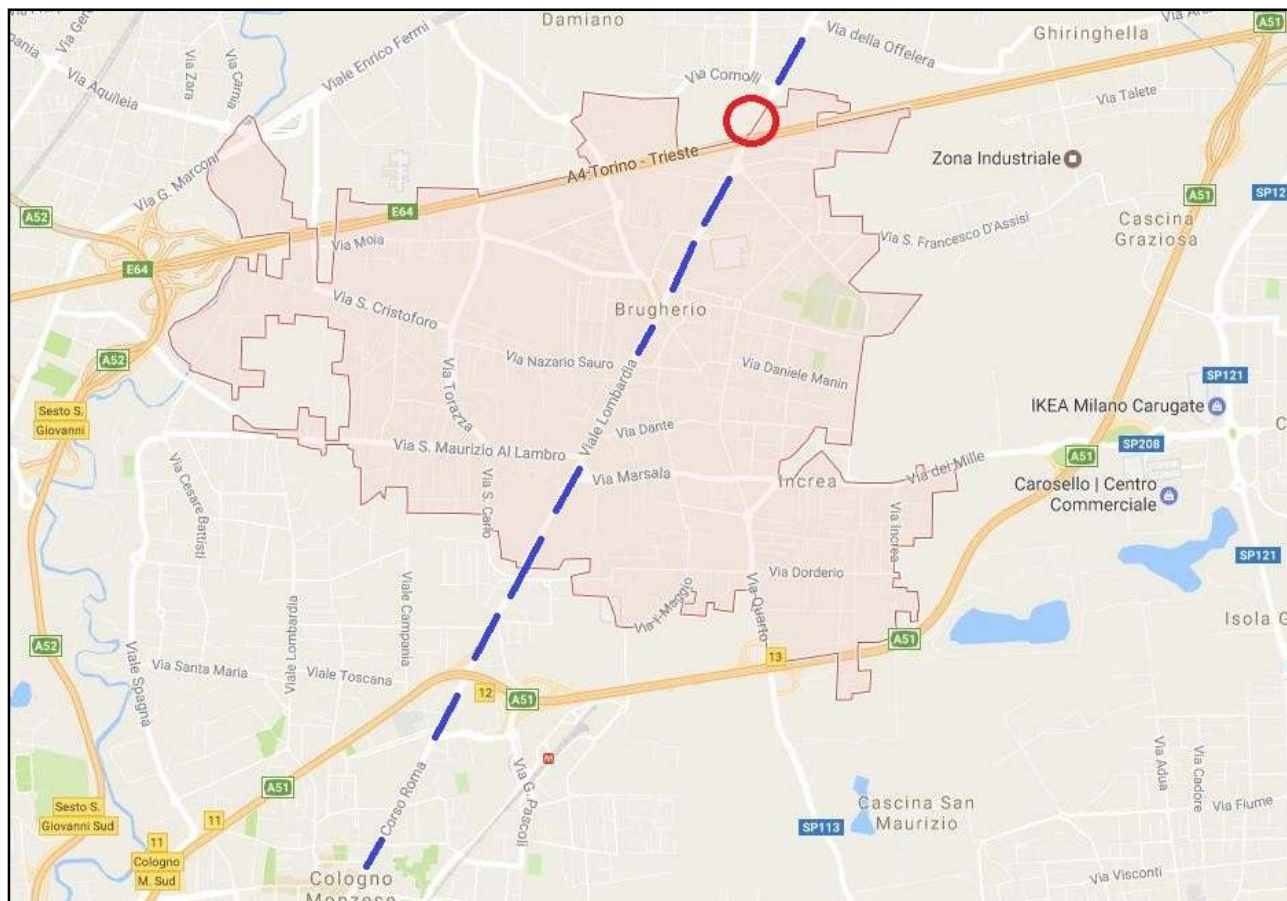 Damiano
Via della Offelera
Ghiringhella
A51
Via Zara
Via Carnia
Viale Enrico Fermi
Via Aquileia
Via Comolli
Via Talete
Zona Industriale
A4-Torino - Trieste
Via G. Marconi
A52
E64
A51
SP12
Cascina
Graziosa
Via S. Francesco D'Assisi
Via Moia
E64
Via S. Cristoforo
Brugherio
A52
Via Nazario Sauro
Via Daniele Manin
Viale Lombardia
Via Torazza
SP121
IKEA Milano Carugate
Sesto S.
Giovanni
Via Dante
Via S. Maurizio Al Lambro
Via Marsala
Increa
Via dei Mille
A51
SP208
Carosello | Centro
Commerciale
Via Cesare Battisti
Via S. Carlo
Via Increa
SP121
Via Dorderio
Via I Maggio
Via Quarto
Viale Lombardia
Viale Campania
Isola G
A52
A51
13
Via Santa Maria
Viale Toscana
Viale Spagna
12
A51
A51
Corso Roma
Via G. Pascoli
M
Via Adua
Via Cadore
Via Fiume
Sesto S.
Giovanni Sud
11
11
Cologno
M. Sud
SP113
Cascina San
Maurizio
Cologno
Monzese
Via Visconti